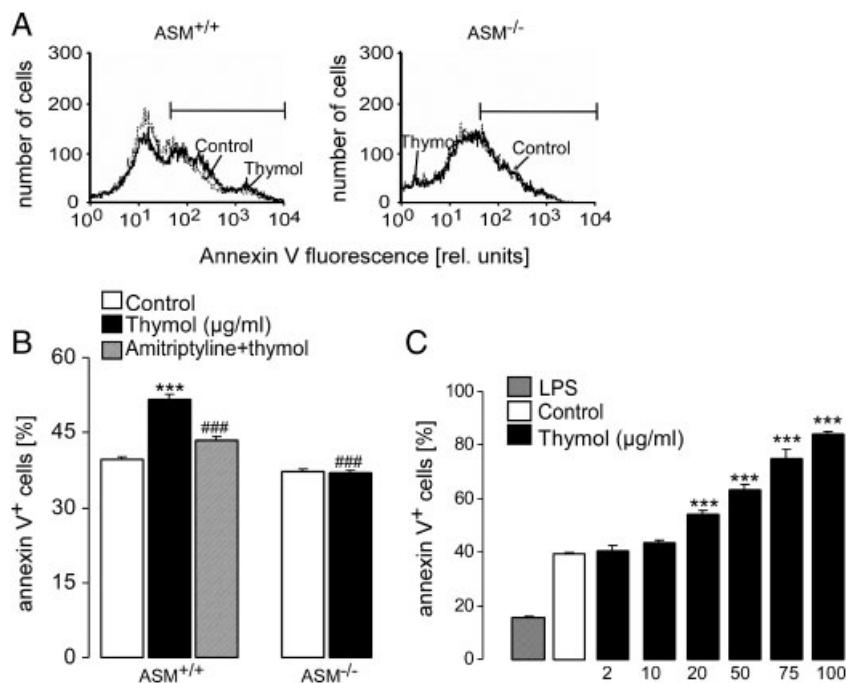 A
ASM+/+
ASM-/-
300
200
100
0
number of cells
Control
Thymol
10⁰ 10¹ 10² 10³ 10⁴
300
200
100
0
number of cells
Thymol
Control
10⁰ 10¹ 10² 10³ 10⁴
Annexin V fluorescence [rel. units]
B
Control
Thymol (µg/ml)
Amitriptyline+thymol
60
45
30
15
0
annexin V+ cells [%]
***
###
###
ASM+/+
ASM-/-
C
LPS
Control
Thymol (µg/ml)
100
80
60
40
20
0
annexin V+ cells [%]
***
***
***
***
2 10 20 50 75 100